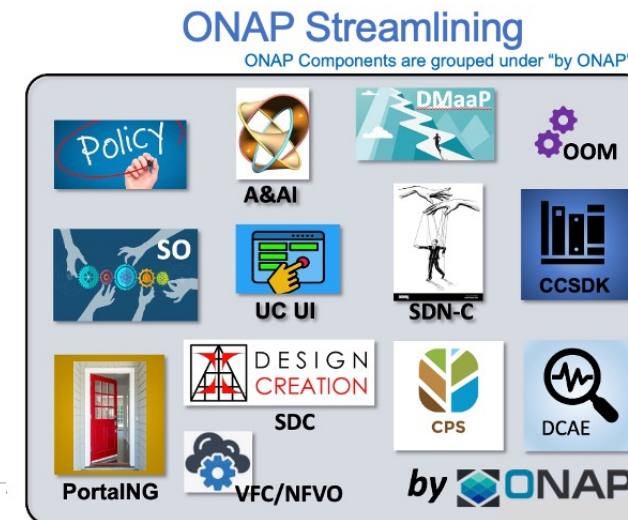 ONAP Streamlining
ONAP Components are grouped under "by ONAP"
POLICY
A&AI
DMaaP
OOM
SO
UC UI
SDN-C
CCSDK
DESIGN
CREATION
SDC
CPS
DCAE
PortalNG
VFC/NFVO
by ONAP